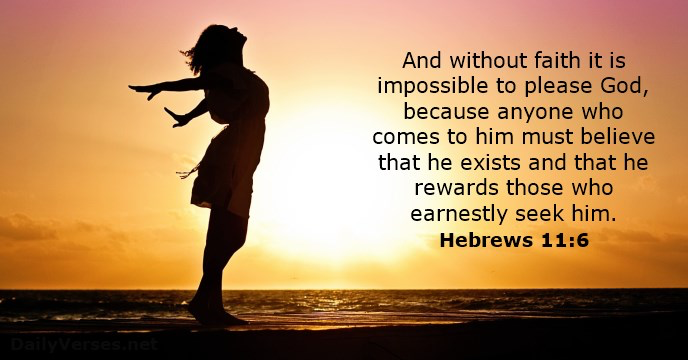 And without faith it is
impossible to please God,
because anyone who
comes to him must believe
that he exists and that he
rewards those who
earnestly seek him.
Hebrews 11:6
DailyVerses.net